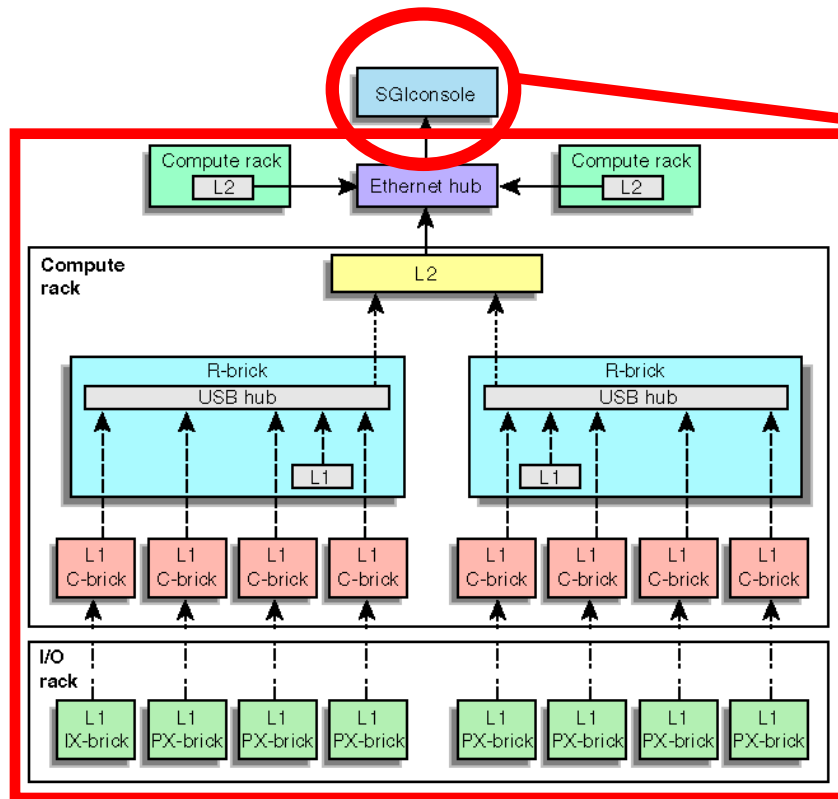 SGIconsole
Compute rack
L2
Ethernet hub
Compute rack
L2
Compute
rack
L2
R-brick
USB hub
L1
R-brick
USB hub
L1
L1
C-brick
L1
C-brick
L1
C-brick
L1
C-brick
L1
C-brick
L1
C-brick
L1
C-brick
L1
C-brick
I/O
rack
L1
IX-brick
L1
PX-brick
L1
PX-brick
L1
PX-brick
L1
PX-brick
L1
PX-brick
L1
PX-brick
L1
PX-brick